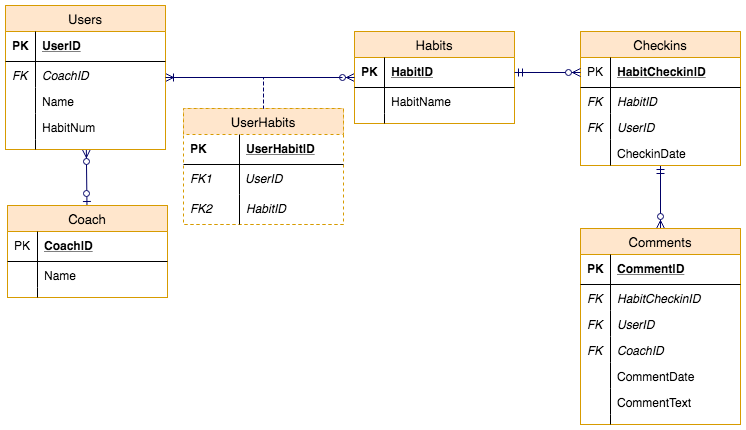 Users
PK UserID
FK CoachID
Name
HabitNum
Habits
PK HabitID
HabitName
Checkins
PK HabitCheckinID
FK HabitID
FK UserID
CheckinDate
UserHabits
PK UserHabitID
FK1 UserID
FK2 HabitID
Coach
PK CoachID
Name
Comments
PK CommentID
FK HabitCheckinID
FK UserID
FK CoachID
CommentDate
CommentText